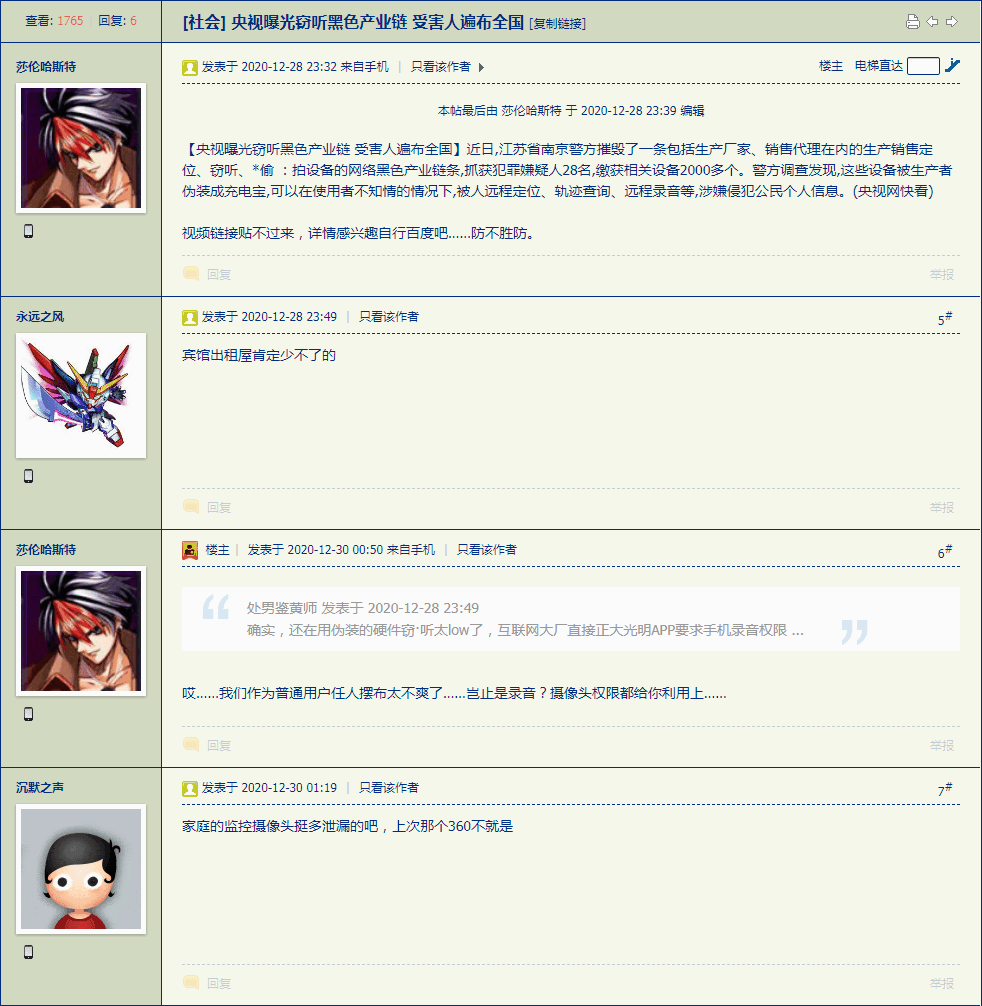 查看: 1765 | 回复: 6
[社会] 央视曝光窃听黑色产业链 受害人遍布全国 [复制链接]
莎伦哈斯特
发表于 2020-12-28 23:32 来自手机 | 只看该作者
楼主 电梯直达
本帖最后由 莎伦哈斯特 于 2020-12-28 23:39 编辑
【央视曝光窃听黑色产业链 受害人遍布全国】近日,江苏省南京警方摧毁了一条包括生产厂家、销售代理在内的生产销售定
位、窃听、*偷 ：拍设备的网络黑色产业链条,抓获犯罪嫌疑人28名,缴获相关设备2000多个。警方调查发现,这些设备被生产者
伪装成充电宝,可以在使用者不知情的情况下,被人远程定位、轨迹查询、远程录音等,涉嫌侵犯公民个人信息。(央视网快看)
视频链接贴不过来，详情感兴趣自行百度吧......防不胜防。
回复 举报
永远之风
发表于 2020-12-28 23:49 | 只看该作者
5#
宾馆出租屋肯定少不了的
回复 举报
莎伦哈斯特
楼主 | 发表于 2020-12-30 00:50 来自手机 | 只看该作者
6#
处男鉴黄师 发表于 2020-12-28 23:49
确实，还在用伪装的硬件窃·听太low了，互联网大厂直接正大光明APP要求手机录音权限 ...
哎......我们作为普通用户任人摆布太不爽了......岂止是录音？摄像头权限都给你利用上......
回复 举报
沉默之声
发表于 2020-12-30 01:19 | 只看该作者
7#
家庭的监控摄像头挺多泄漏的吧，上次那个360不就是
回复 举报